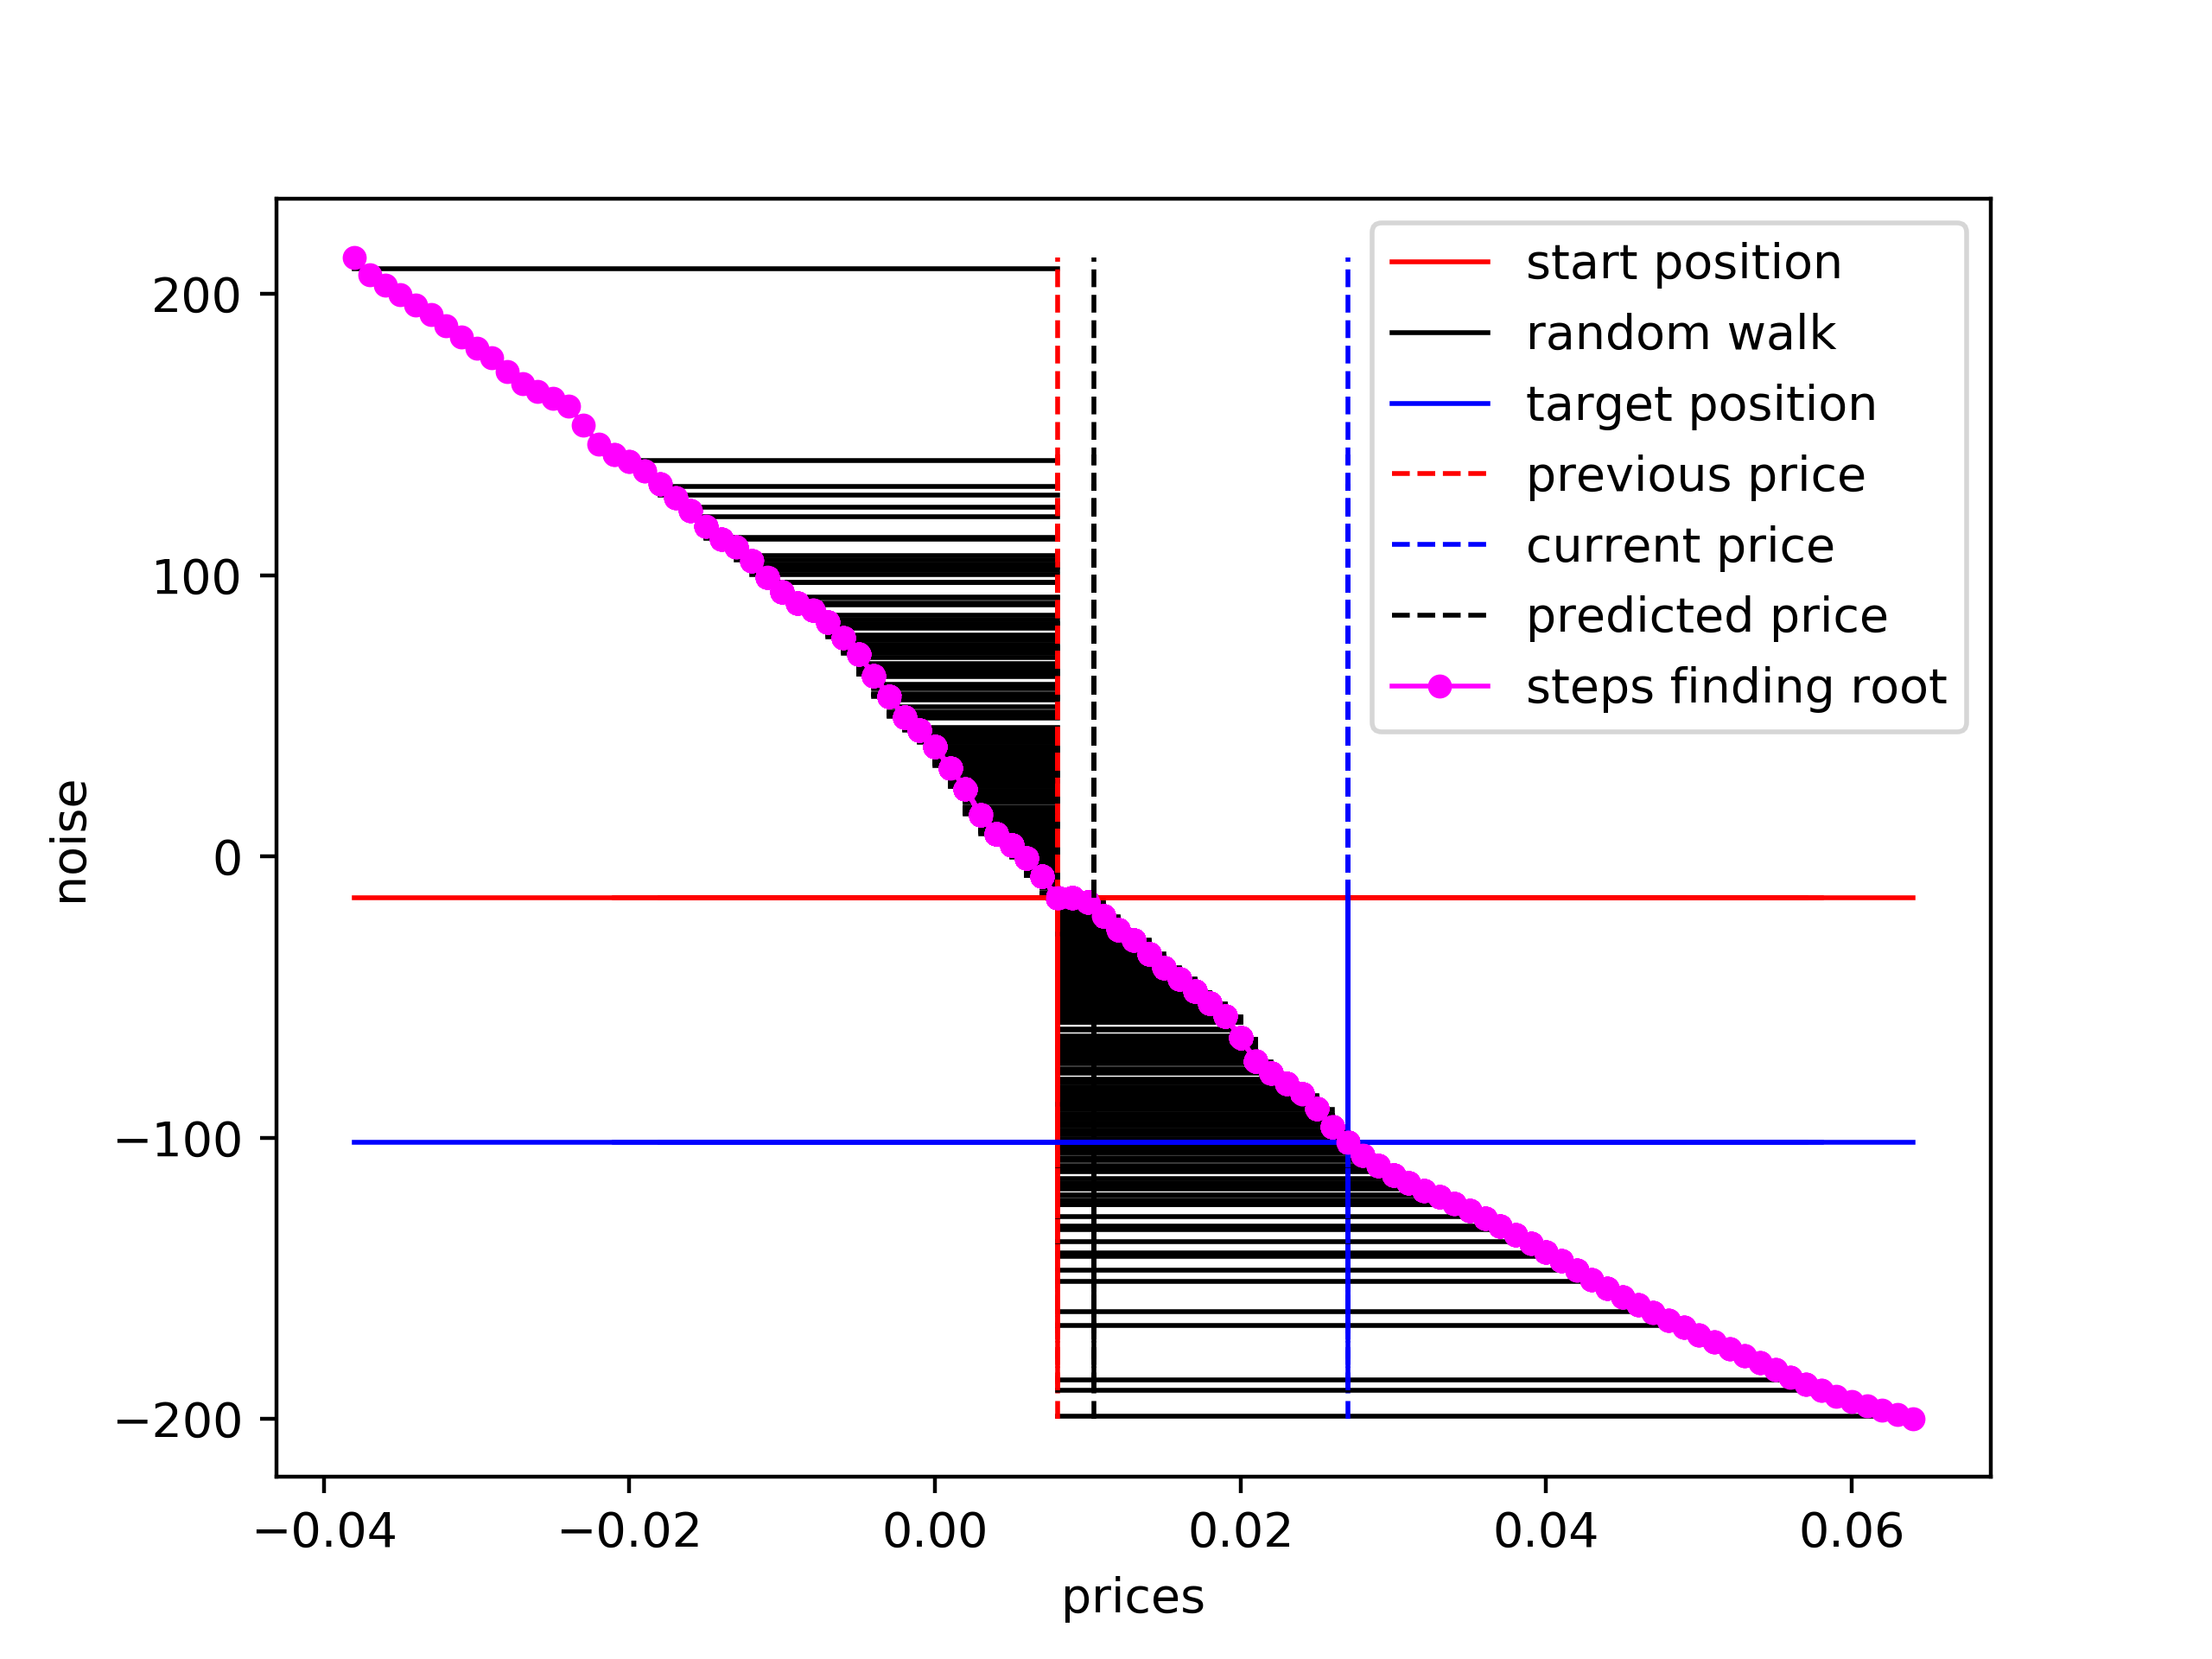 start position
random walk
target position
previous price
current price
predicted price
steps finding root
200
100
0
−100
−200
noise
−0.04 −0.02 0.00 0.02 0.04 0.06
prices